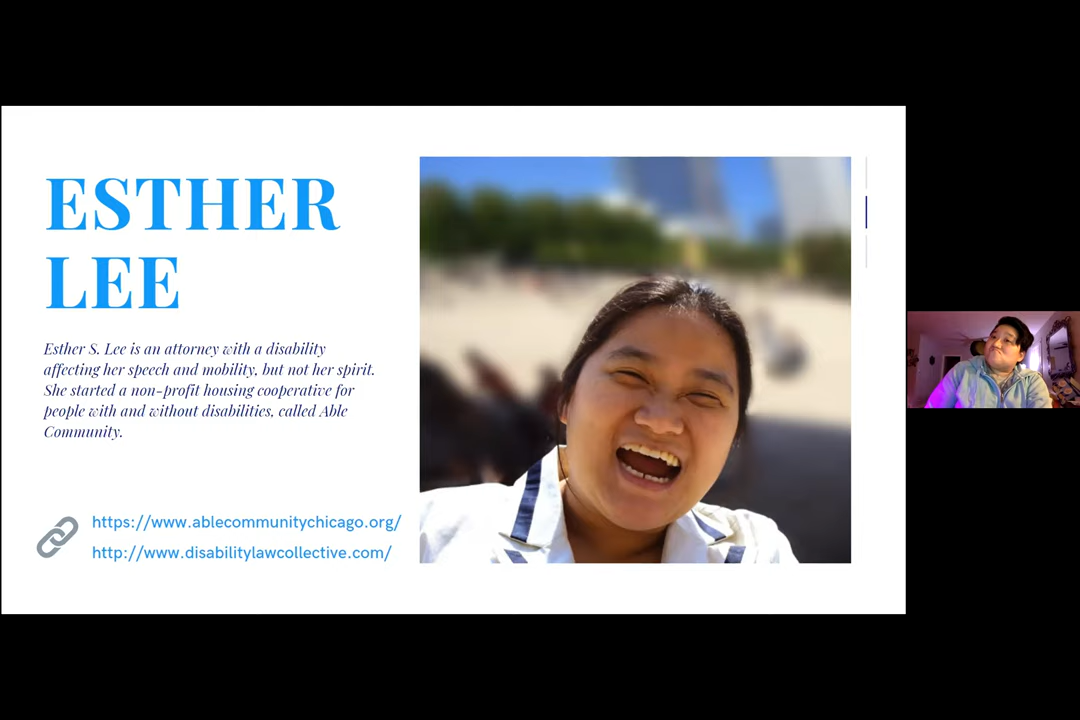 ESTHER
LEE
Esther S. Lee is an attorney with a disability
affecting her speech and mobility, but not her spirit.
She started a non-profit housing cooperative for
people with and without disabilities, called Able
Community.
https://www.ablecommunitychicago.org/
http://www.disabilitylawcollective.com/